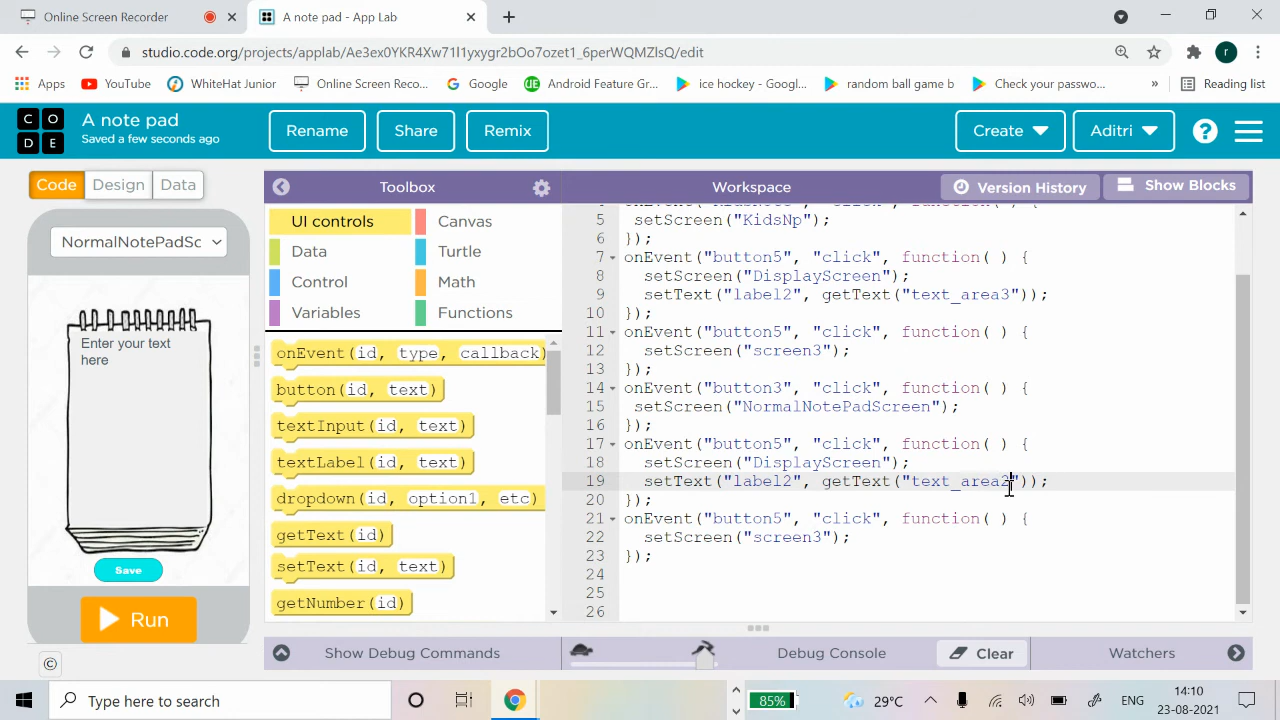 Online Screen Recorder
A note pad - App Lab
studio.code.org/projects/applab/Ae3ex0YKR4Xw71l1yxygr2bOo7ozet1_6perWQMZlsQ/edit
r
Apps
YouTube
WhiteHat Junior
Online Screen Reco...
Google
Android Feature Gr...
ice hockey - Googl...
random ball game b
Check your passwo...
»
Reading list
C O
D E
A note pad
Saved a few seconds ago
Rename
Share
Remix
Create
Aditri
?
Code
Design
Data
Toolbox
Workspace
Version History
Show Blocks
NormalNotePadSc
Enter your text
here
Save
Run
©
UI controls
Canvas
Data
Turtle
Control
Math
Variables
Functions
onEvent(id, type, callback)
button(id, text)
textInput(id, text)
textLabel(id, text)
dropdown(id, option1, etc)
getText(id)
setText(id, text)
getNumber(id)
5 setScreen("KidsNp");
6 });
7 onEvent("button5", "click", function( ) {
8 setScreen("DisplayScreen");
9 setText("label2", getText("text_area3"));
10 });
11 onEvent("button5", "click", function( ) {
12 setScreen("screen3");
13 });
14 onEvent("button3", "click", function( ) {
15 setScreen("NormalNotePadScreen");
16 });
17 onEvent("button5", "click", function( ) {
18 setScreen("DisplayScreen");
19 setText("label2", getText("text_area2"));
20 });
21 onEvent("button5", "click", function( ) {
22 setScreen("screen3");
23 });
24
25
26
Show Debug Commands
Debug Console
Clear
Watchers
Type here to search
85%
29°C
ENG
14:10
23-08-2021